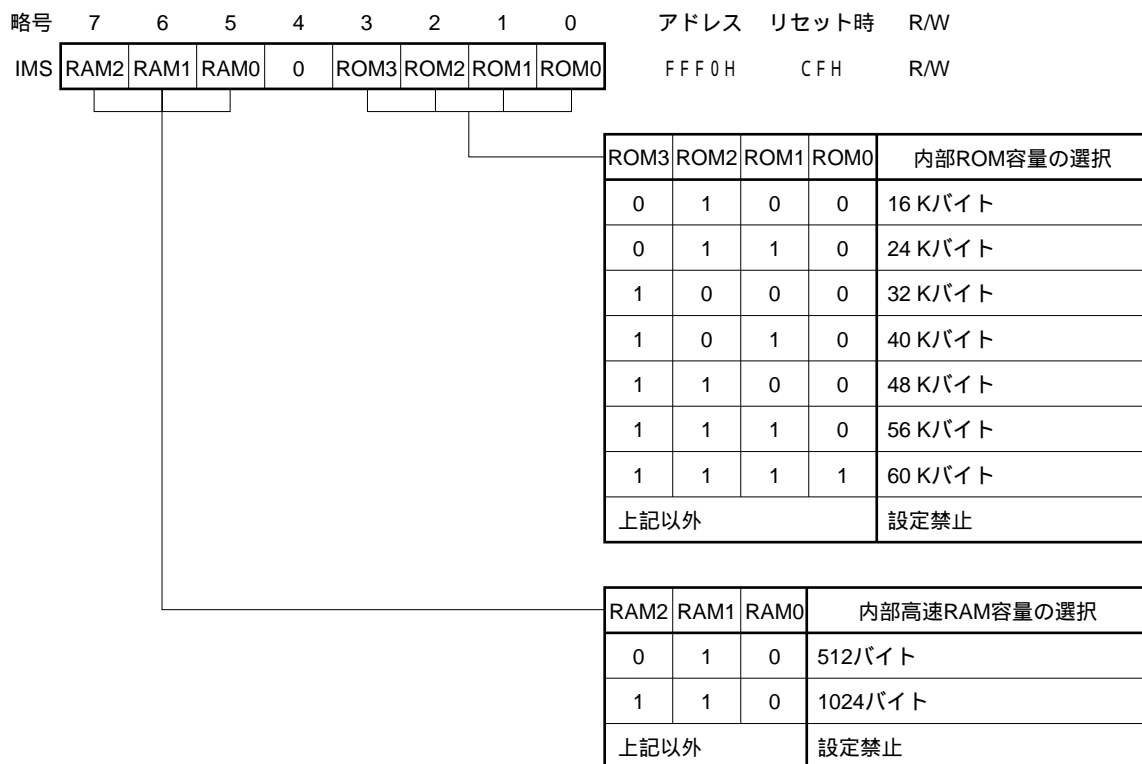 略号 7 6 5 4 3 2 1 0 アドレス リセット時 R/W
IMS RAM2 RAM1 RAM0 0 ROM3 ROM2 ROM1 ROM0 FFF0H CFH R/W
ROM3 ROM2 ROM1 ROM0 内部ROM容量の選択
0 1 0 0 16 Kバイト
0 1 1 0 24 Kバイト
1 0 0 0 32 Kバイト
1 0 1 0 40 Kバイト
1 1 0 0 48 Kバイト
1 1 1 0 56 Kバイト
1 1 1 1 60 Kバイト
上記以外 設定禁止
RAM2 RAM1 RAM0 内部高速RAM容量の選択
0 1 0 512バイト
1 1 0 1024バイト
上記以外 設定禁止